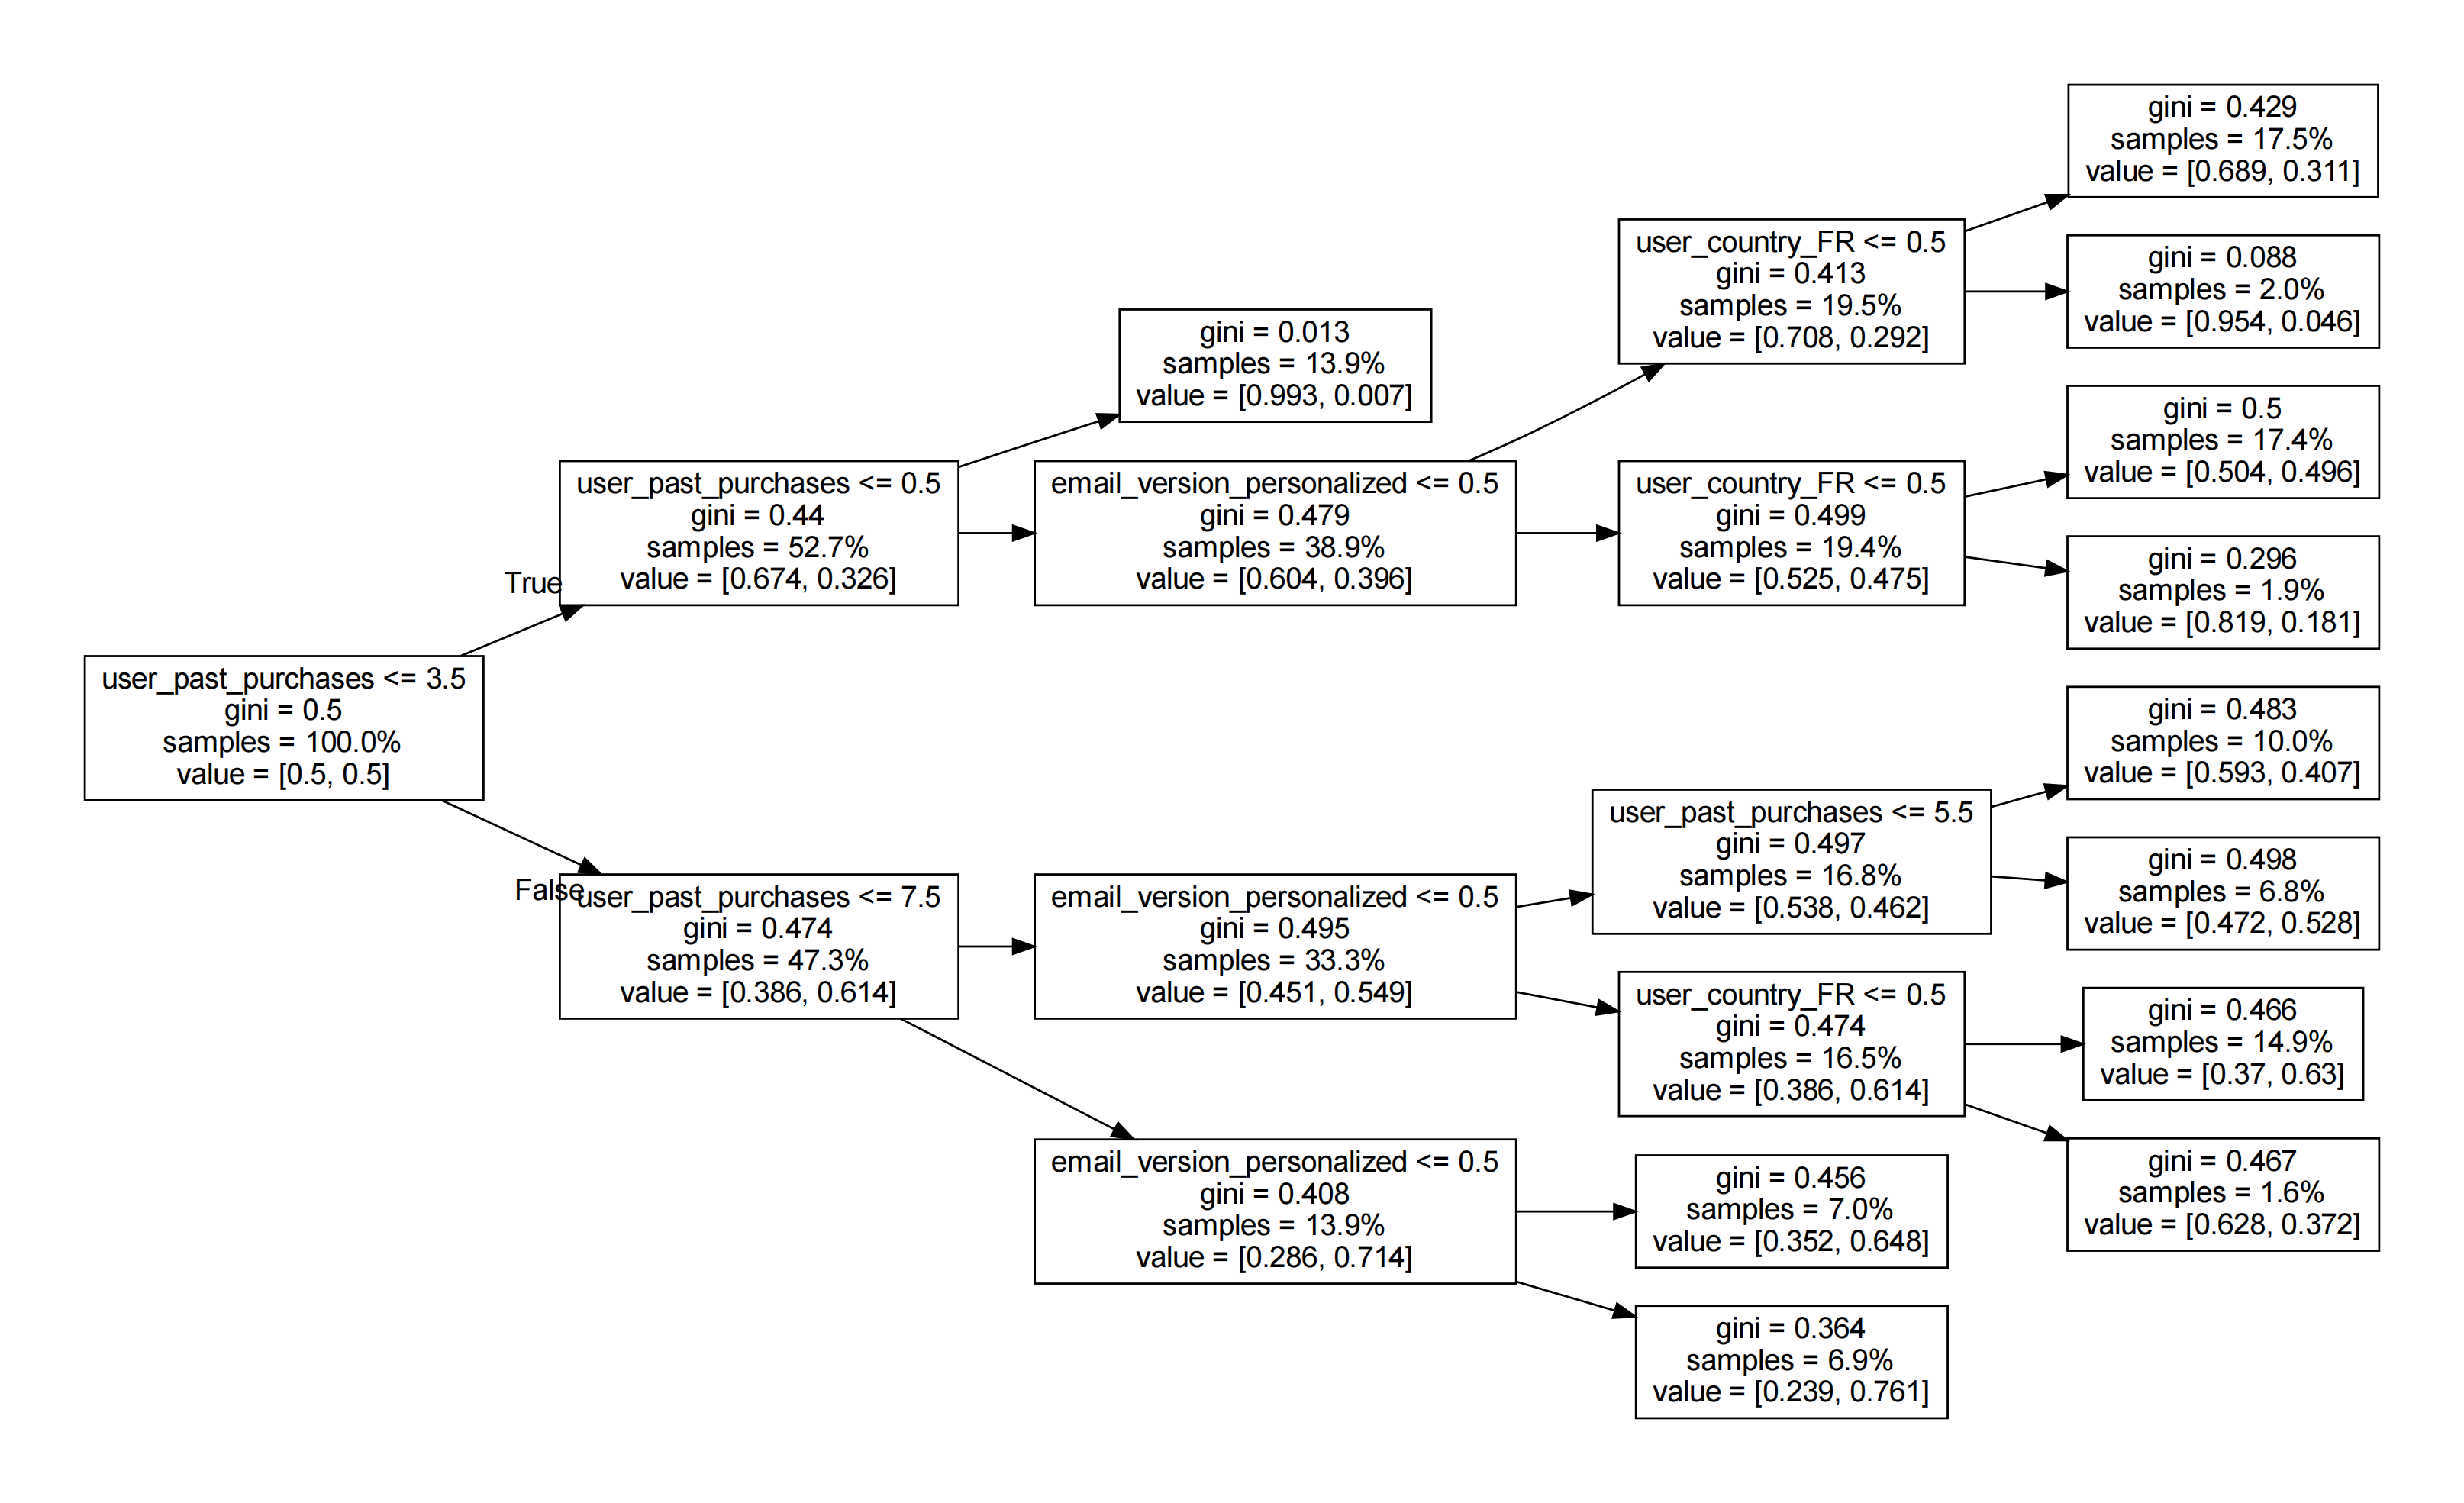 user_past_purchases <= 3.5
gini = 0.5
samples = 100.0%
value = [0.5, 0.5]
True
False
user_past_purchases <= 0.5
gini = 0.44
samples = 52.7%
value = [0.674, 0.326]
user_past_purchases <= 7.5
gini = 0.474
samples = 47.3%
value = [0.386, 0.614]
gini = 0.013
samples = 13.9%
value = [0.993, 0.007]
email_version_personalized <= 0.5
gini = 0.479
samples = 38.9%
value = [0.604, 0.396]
email_version_personalized <= 0.5
gini = 0.495
samples = 33.3%
value = [0.451, 0.549]
email_version_personalized <= 0.5
gini = 0.408
samples = 13.9%
value = [0.286, 0.714]
user_country_FR <= 0.5
gini = 0.413
samples = 19.5%
value = [0.708, 0.292]
user_country_FR <= 0.5
gini = 0.499
samples = 19.4%
value = [0.525, 0.475]
user_past_purchases <= 5.5
gini = 0.497
samples = 16.8%
value = [0.538, 0.462]
user_country_FR <= 0.5
gini = 0.474
samples = 16.5%
value = [0.386, 0.614]
gini = 0.456
samples = 7.0%
value = [0.352, 0.648]
gini = 0.364
samples = 6.9%
value = [0.239, 0.761]
gini = 0.429
samples = 17.5%
value = [0.689, 0.311]
gini = 0.088
samples = 2.0%
value = [0.954, 0.046]
gini = 0.5
samples = 17.4%
value = [0.504, 0.496]
gini = 0.296
samples = 1.9%
value = [0.819, 0.181]
gini = 0.483
samples = 10.0%
value = [0.593, 0.407]
gini = 0.498
samples = 6.8%
value = [0.472, 0.528]
gini = 0.466
samples = 14.9%
value = [0.37, 0.63]
gini = 0.467
samples = 1.6%
value = [0.628, 0.372]